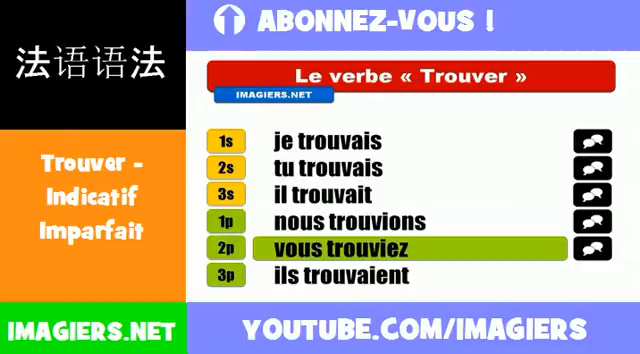 法语语法
Trouver -
Indicatif
Imparfait
IMAGIERS.NET
ABONNEZ-VOUS !
Le verbe « Trouver »
IMAGIERS.NET
1s je trouvais
2s tu trouvais
3s il trouvait
1p nous trouvions
2p vous trouviez
3p ils trouvaient
YOUTUBE.COM/IMAGIERS